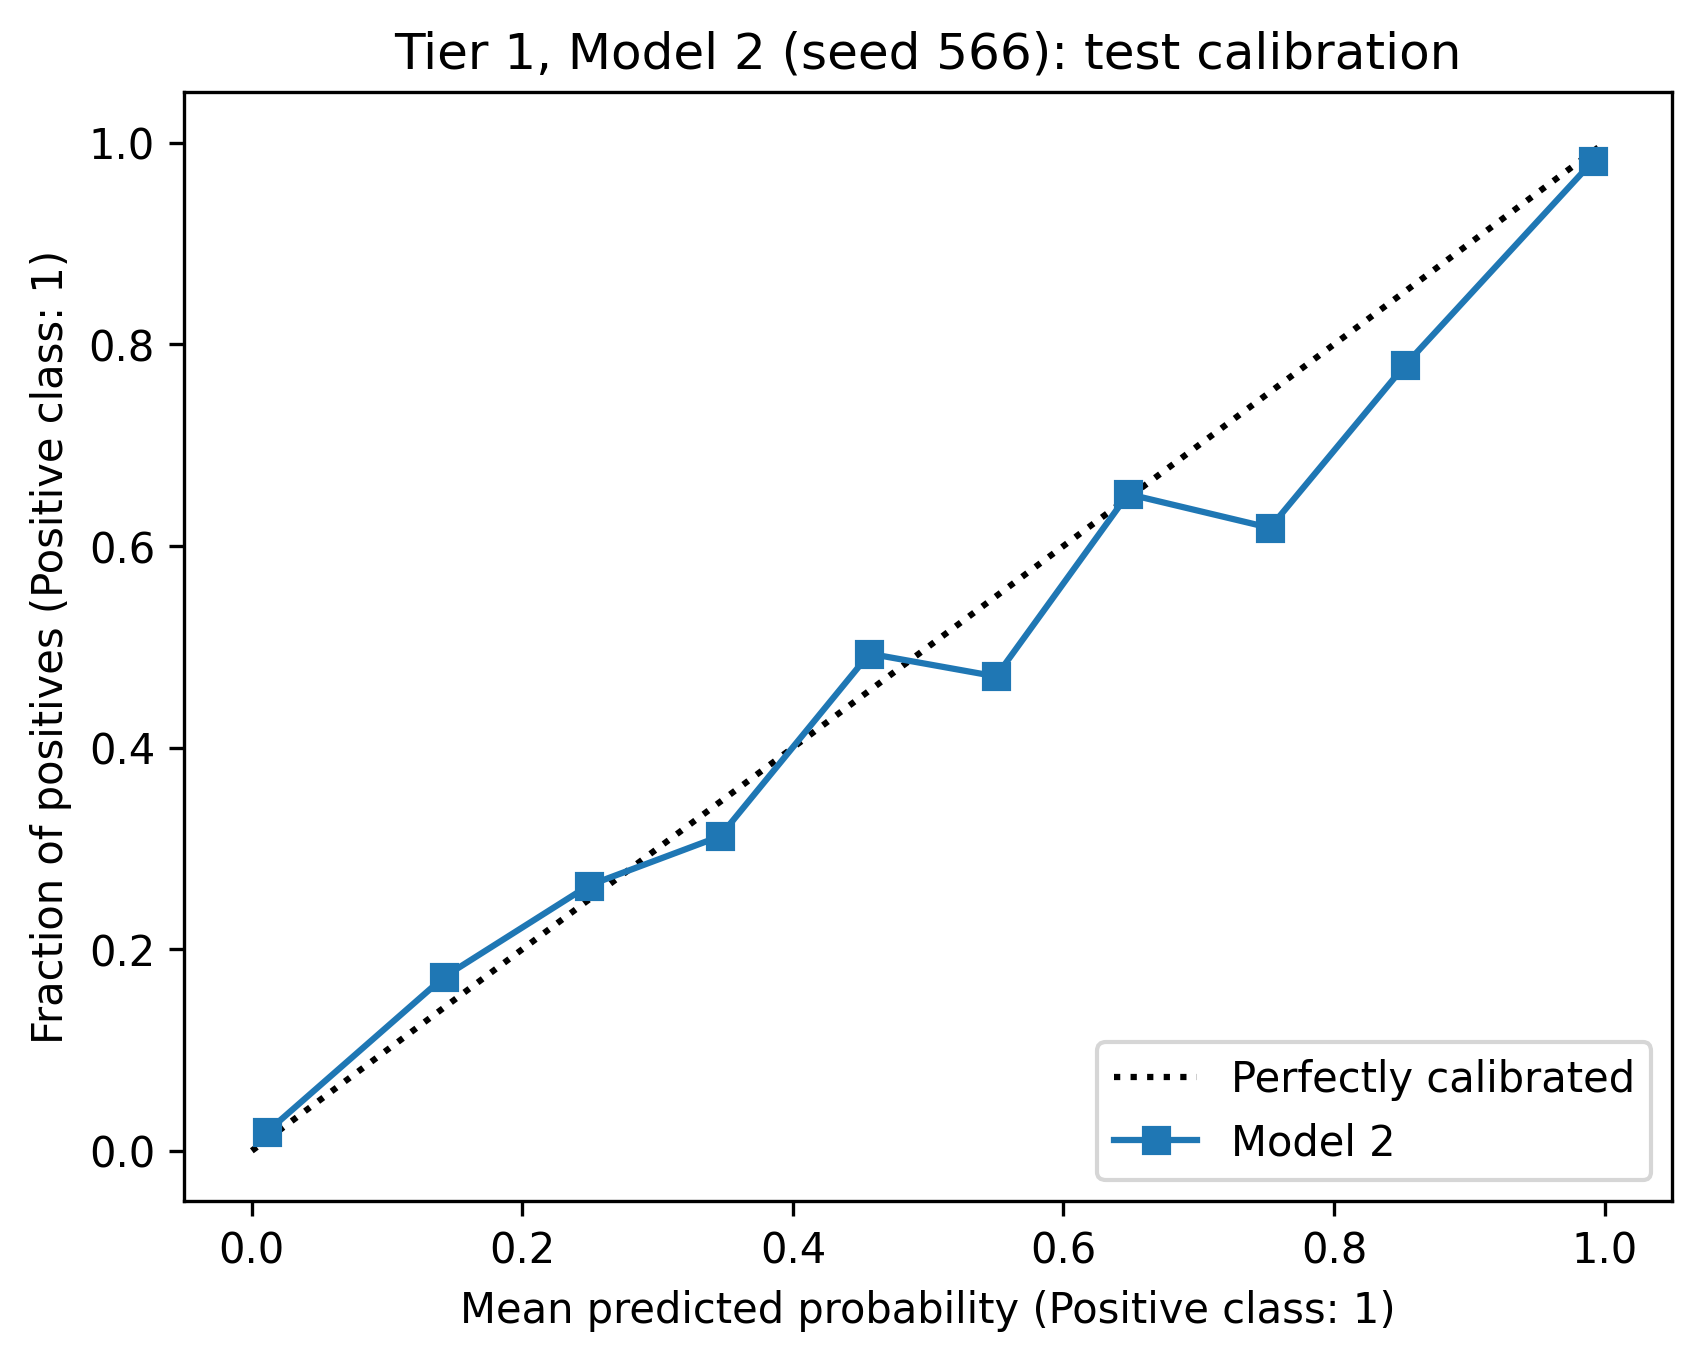 Tier 1, Model 2 (seed 566): test calibration
Fraction of positives (Positive class: 1)
1.0
0.8
0.6
0.4
0.2
0.0
Perfectly calibrated
Model 2
0.0 0.2 0.4 0.6 0.8 1.0
Mean predicted probability (Positive class: 1)